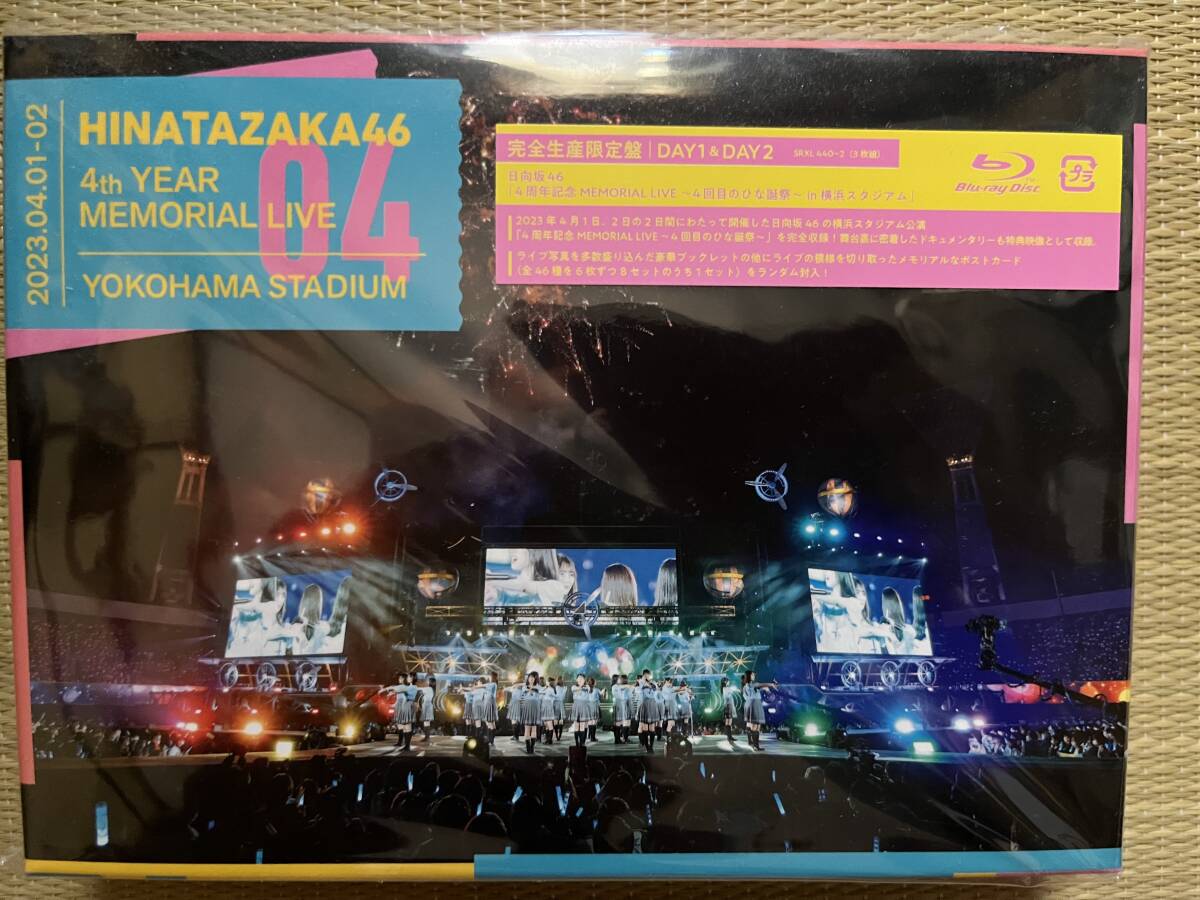 2023.04.01-02
HINATAZAKA46
04
4th YEAR
MEMORIAL LIVE
YOKOHAMA STADIUM
完全生産限定盤 | DAY1 & DAY2 SRXL 440~2 (3枚組)
日向坂46
「4周年記念 MEMORIAL LIVE ～4回目のひな誕祭～ in 横浜スタジアム」
2023年4月1日、2日の2日間にわたって開催した日向坂46の横浜スタジアム公演
『4周年記念 MEMORIAL LIVE ～4回目のひな誕祭～』を完全収録！舞台裏に密着したドキュメンタリーも特典映像として収録。
ライブ写真を多数盛り込んだ豪華ブックレットの他にライブの模様を切り取ったメモリアルなポストカード
（全46種を6枚ずつ8セットのうち1セット）をランダム封入！
Blu-ray Disc
プラ